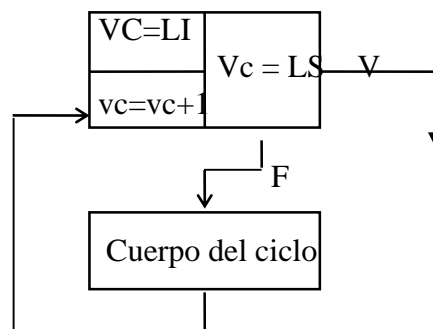 VC=LI
Vc = LS V
vc=vc+1
F
Cuerpo del ciclo